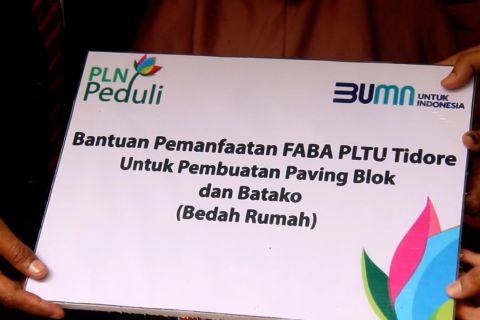 PLN
Peduli
BUMN
UNTUK
INDONESIA
Bantuan Pemanfaatan FABA PLTU Tidore
Untuk Pembuatan Paving Blok
dan Batako
(Bedah Rumah)